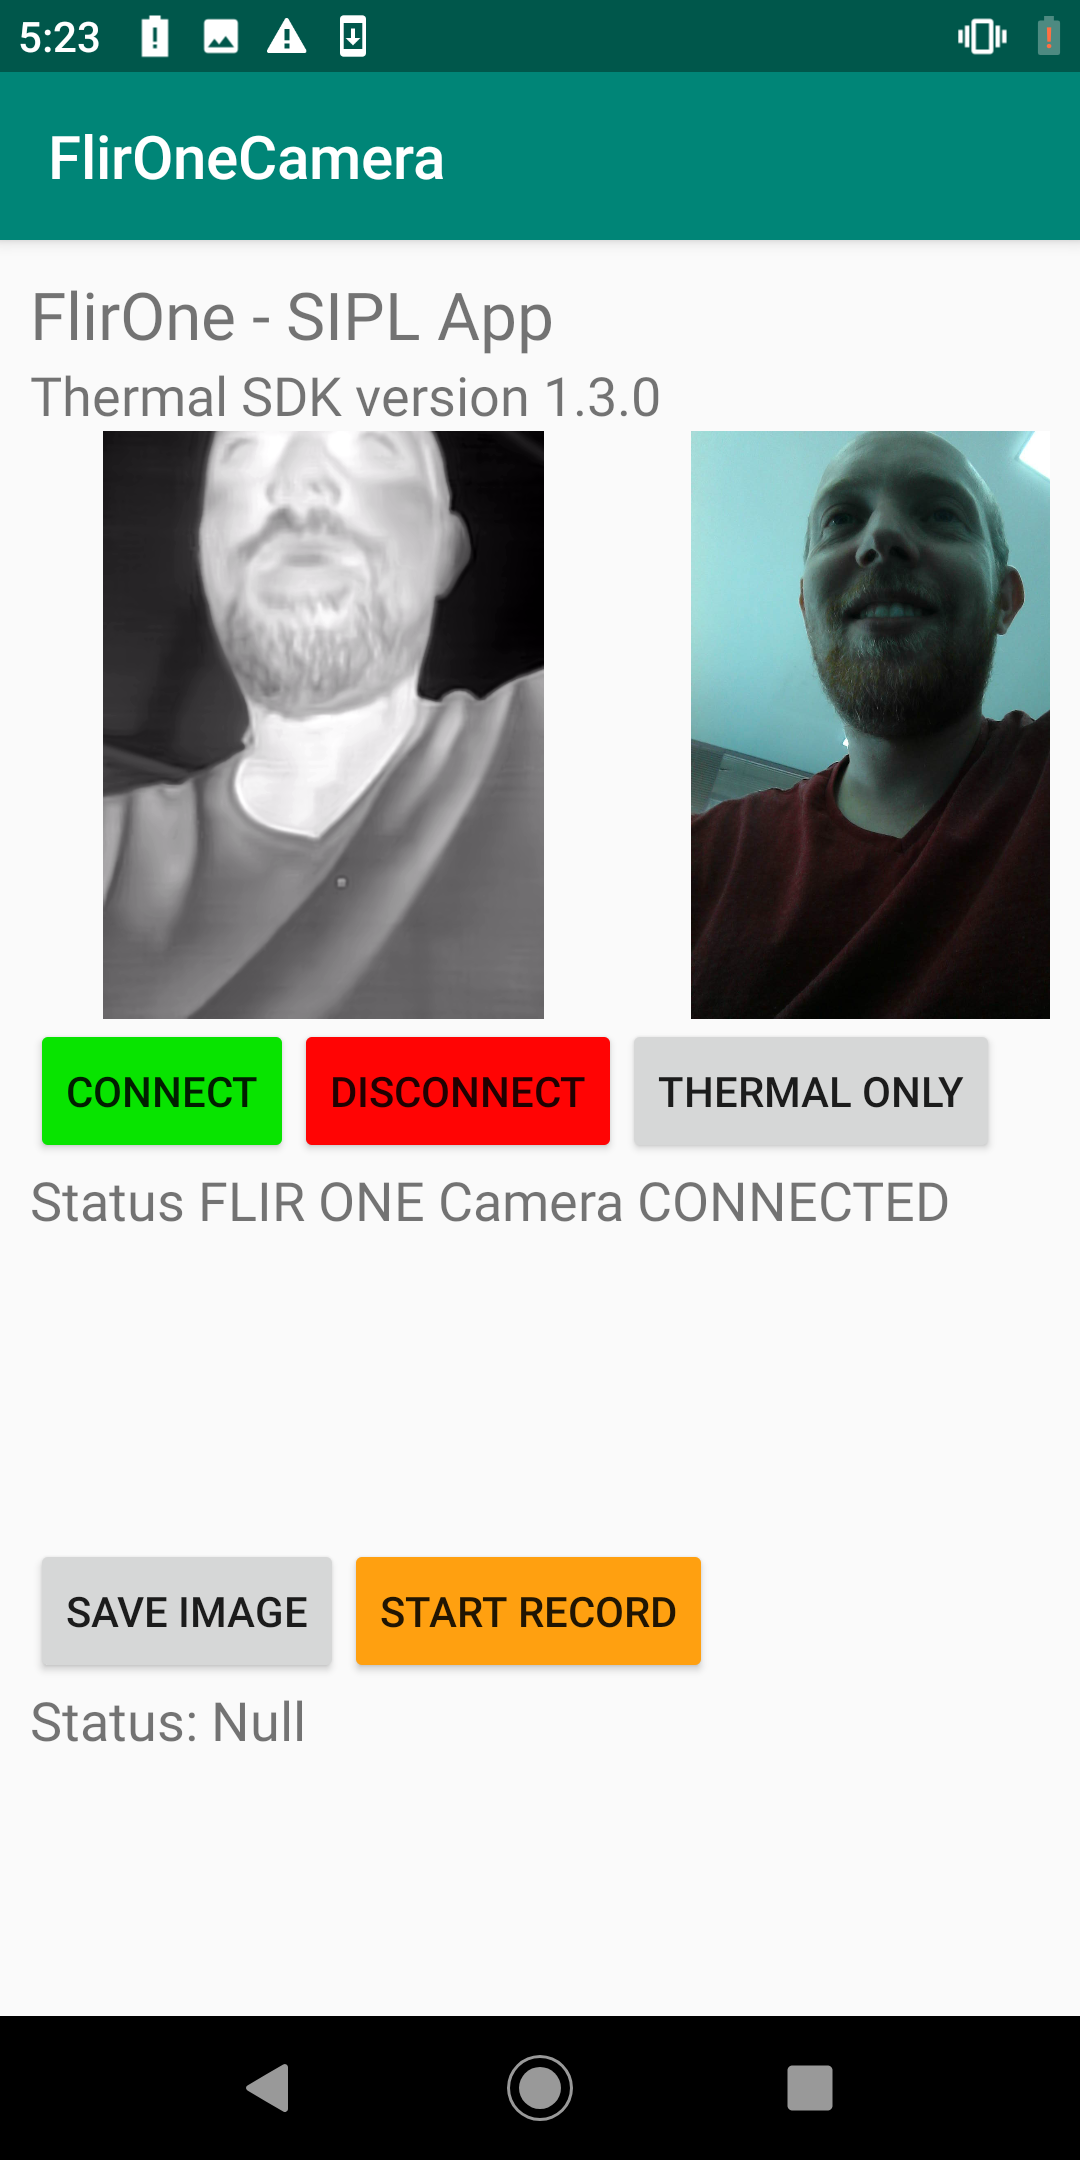 5:23
FlirOneCamera
FlirOne - SIPL App
Thermal SDK version 1.3.0
CONNECT DISCONNECT THERMAL ONLY
Status FLIR ONE Camera CONNECTED
SAVE IMAGE START RECORD
Status: Null